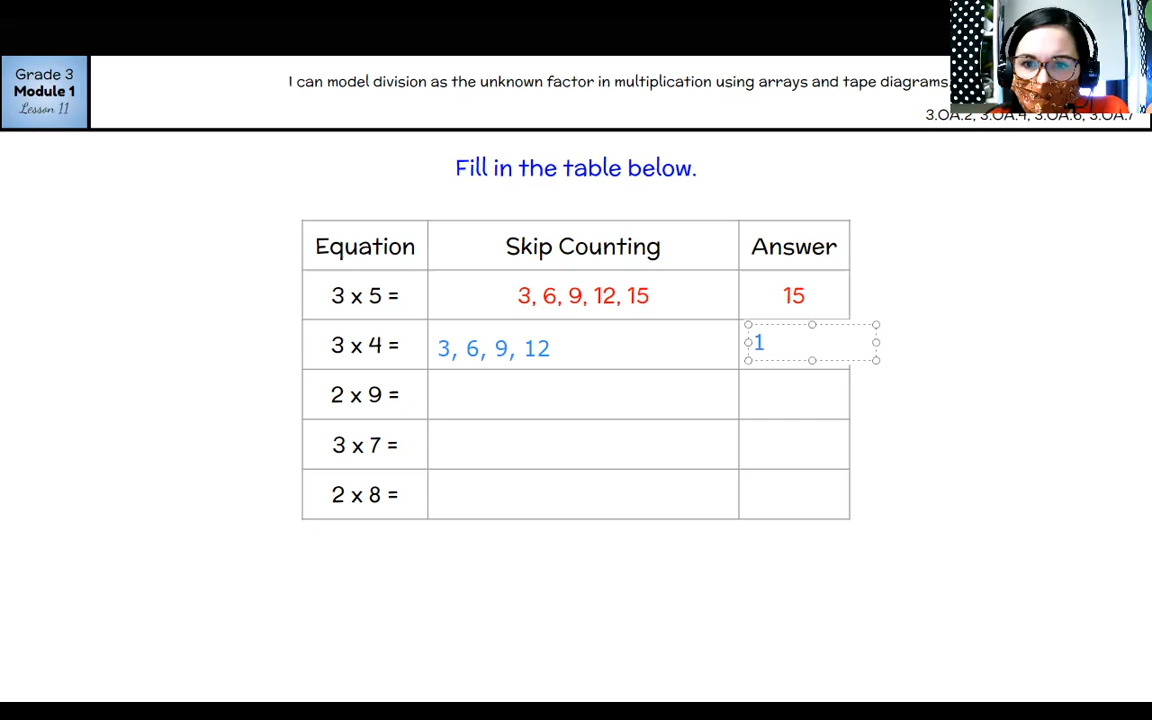 Grade 3
Module 1
Lesson 11
I can model division as the unknown factor in multiplication using arrays and tape diagrams.
3.OA.2, 3.OA.4, 3.OA.6, 3.OA.7
Fill in the table below.
Equation Skip Counting Answer
3 x 5 = 3, 6, 9, 12, 15 15
3 x 4 = 3, 6, 9, 12 1
2 x 9 =
3 x 7 =
2 x 8 =